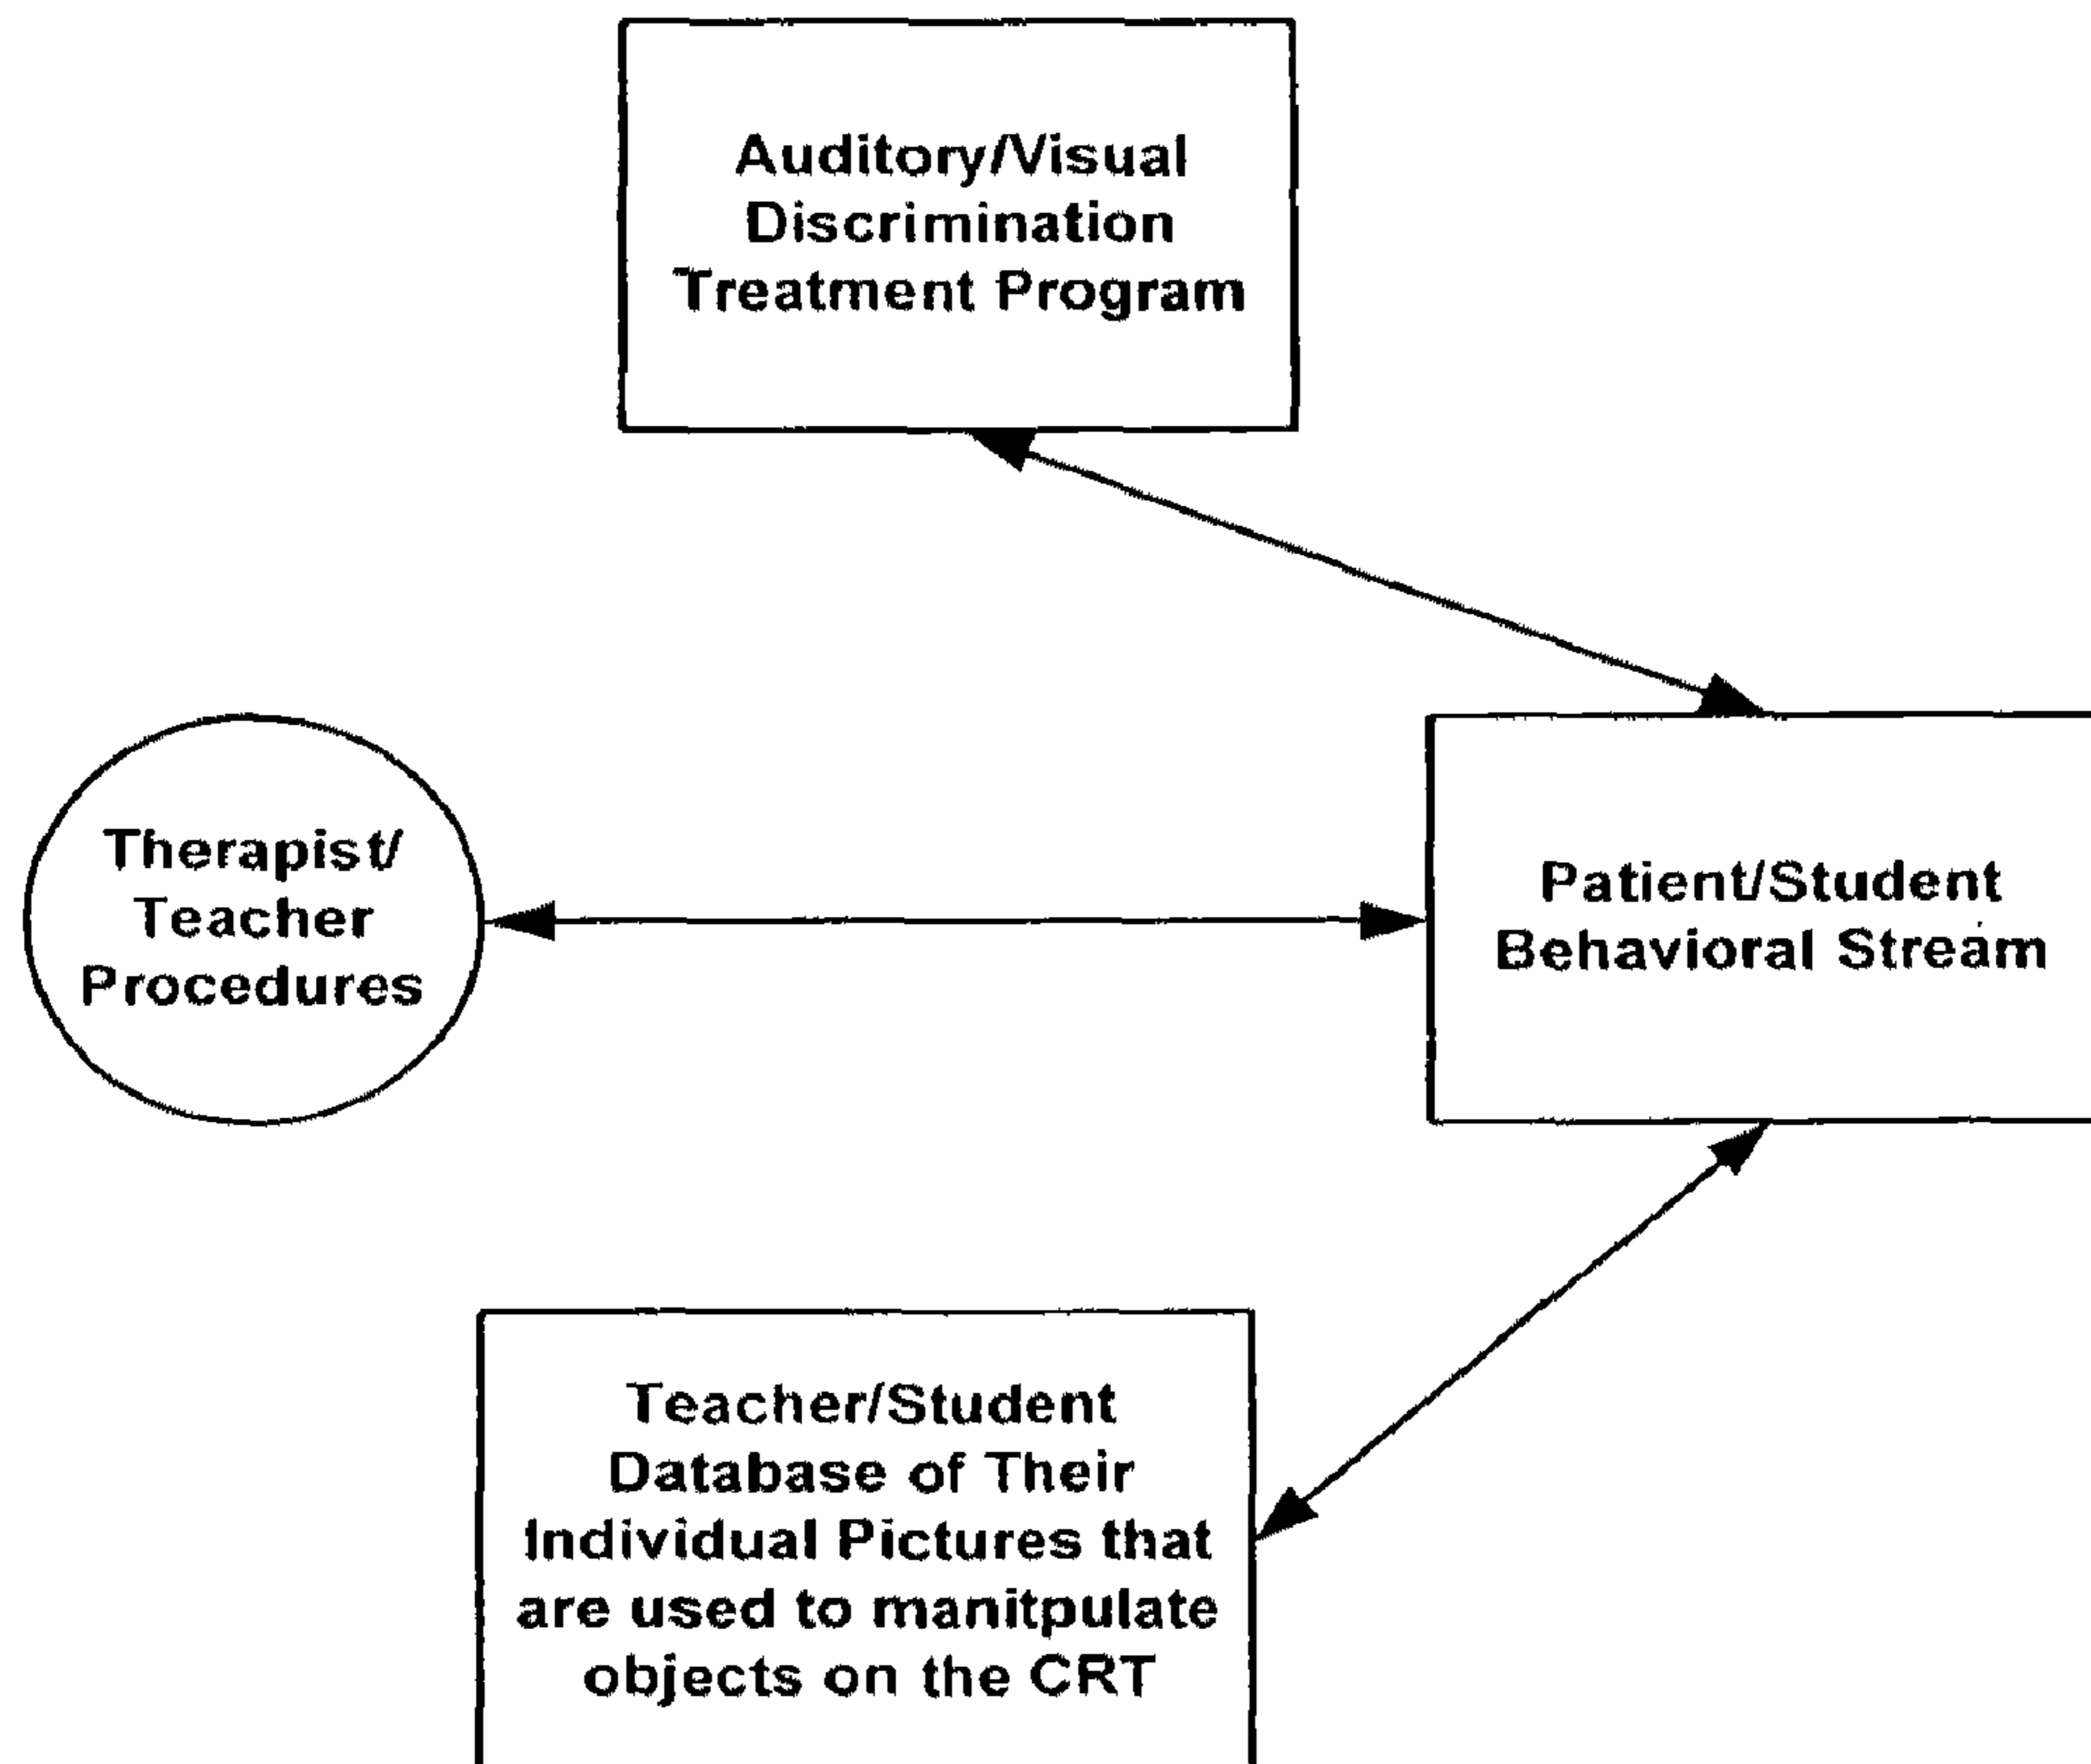 Auditory/Visual
Discrimination
Treatment Program
Therapist/
Teacher
Procedures
Patient/Student
Behavioral Stream
Teacher/Student
Database of Their
Individual Pictures that
are used to manitpulate
objects on the CRT